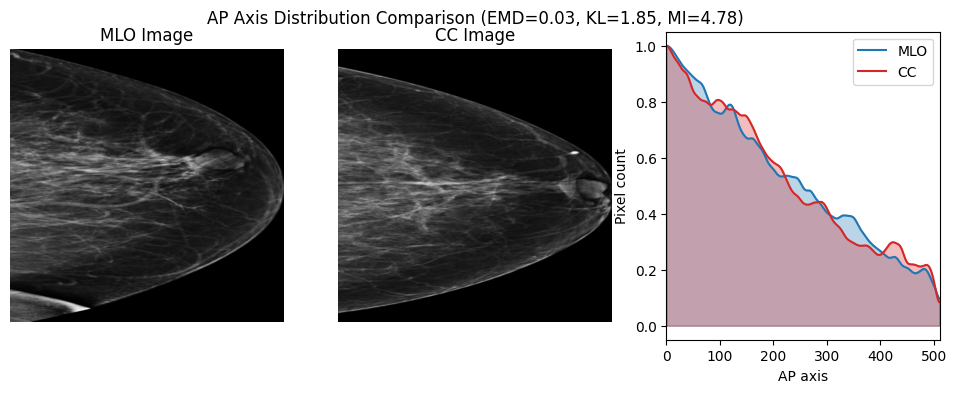 AP Axis Distribution Comparison (EMD=0.03, KL=1.85, MI=4.78)
MLO Image
CC Image
MLO
CC
Pixel count
1.0
0.8
0.6
0.4
0.2
0.0
0 100 200 300 400 500
AP axis